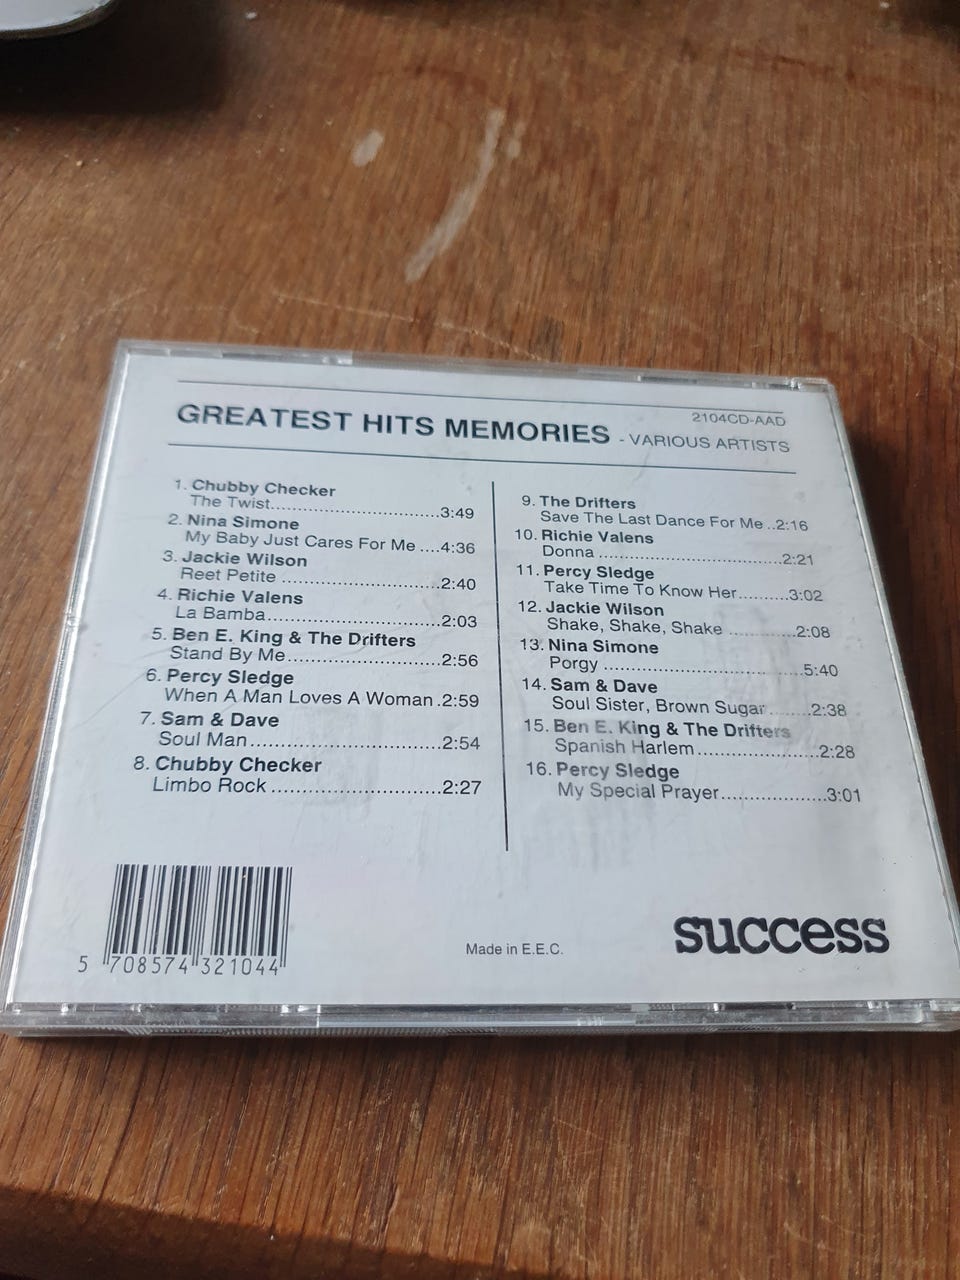 2104CD-AAD
GREATEST HITS MEMORIES - VARIOUS ARTISTS
1. Chubby Checker
The Twist..............................3:49
2. Nina Simone
My Baby Just Cares For Me ....4:36
3. Jackie Wilson
Reet Petite ............................2:40
4. Richie Valens
La Bamba..............................2:03
5. Ben E. King & The Drifters
Stand By Me...........................2:56
6. Percy Sledge
When A Man Loves A Woman .2:59
7. Sam & Dave
Soul Man................................2:54
8. Chubby Checker
Limbo Rock ............................2:27
9. The Drifters
Save The Last Dance For Me ..2:16
10. Richie Valens
Donna ................................2:21
11. Percy Sledge
Take Time To Know Her.........3:02
12. Jackie Wilson
Shake, Shake, Shake ............2:08
13. Nina Simone
Porgy ...................................5:40
14. Sam & Dave
Soul Sister, Brown Sugar .......2:38
15. Ben E. King & The Drifters
Spanish Harlem....................2:28
16. Percy Sledge
My Special Prayer.................3:01
5 708574 321044
Made in E.E.C.
success